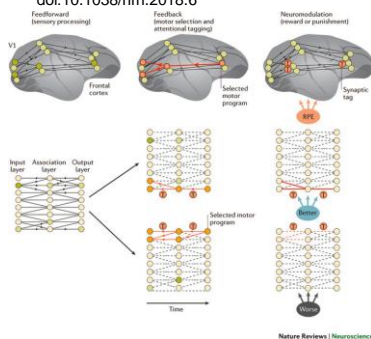 doi:10.1038/nrn.2018.6
Feedforward
(sensory processing)
Feedback
(motor selection and
attentional tagging)
Neuromodulation
(reward or punishment)
V1
Frontal
cortex
Selected
motor
program
Synaptic
tag
RPE
Input
layer
Association
layer
Output
layer
Selected motor
program
Better
Time
Worse
Nature Reviews | Neuroscience